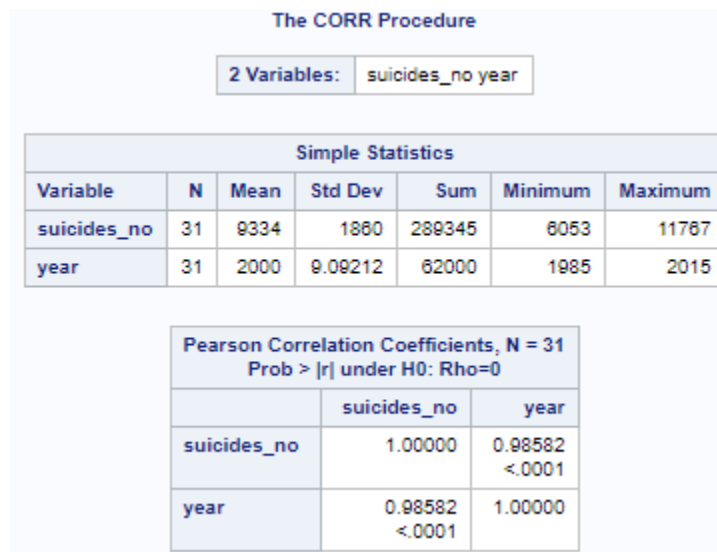 The CORR Procedure
2 Variables: suicides_no year
Simple Statistics
Variable N Mean Std Dev Sum Minimum Maximum
suicides_no 31 9334 1860 289345 6053 11767
year 31 2000 9.09212 62000 1985 2015
Pearson Correlation Coefficients, N = 31
Prob > |r| under H0: Rho=0
suicides_no year
suicides_no 1.00000 0.98582
<.0001
year 0.98582 1.00000
<.0001